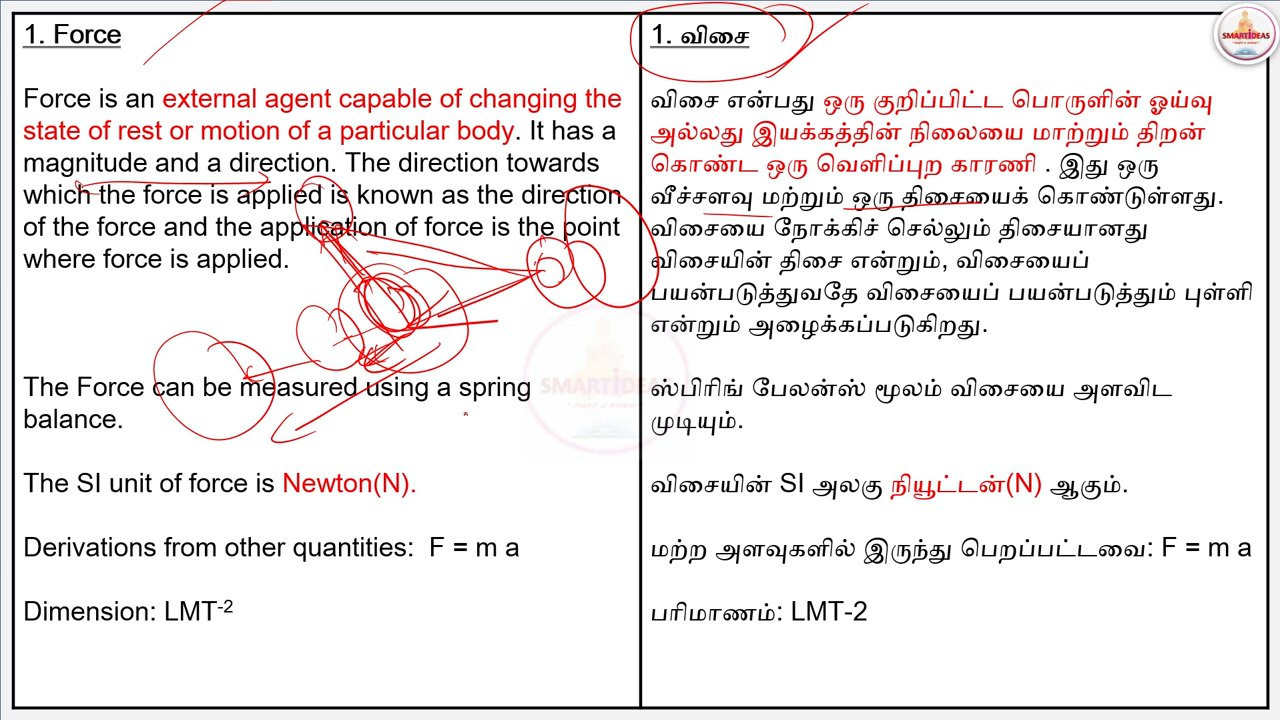 1. Force
Force is an external agent capable of changing the
state of rest or motion of a particular body. It has a
magnitude and a direction. The direction towards
which the force is applied is known as the direction
of the force and the application of force is the point
where force is applied.
The Force can be measured using a spring
balance.
The SI unit of force is Newton(N).
Derivations from other quantities: F = m a
Dimension: LMT⁻²
1. விசை
விசை என்பது ஒரு குறிப்பிட்ட பொருளின் ஓய்வு
அல்லது இயக்கத்தின் நிலையை மாற்றும் திறன்
கொண்ட ஒரு வெளிப்புற காரணி . இது ஒரு
வீச்சளவு மற்றும் ஒரு திசையைக் கொண்டுள்ளது.
விசையை நோக்கிச் செல்லும் திசையானது
விசையின் திசை என்றும், விசையைப்
பயன்படுத்துவதே விசையைப் பயன்படுத்தும் புள்ளி
என்றும் அழைக்கப்படுகிறது.
ஸ்பிரிங் பேலன்ஸ் மூலம் விசையை அளவிட
முடியும்.
விசையின் SI அலகு நியூட்டன்(N) ஆகும்.
மற்ற அளவுகளில் இருந்து பெறப்பட்டவை: F = m a
பரிமாணம்: LMT-2
SMARTIDEAS
SMARTIDEAS